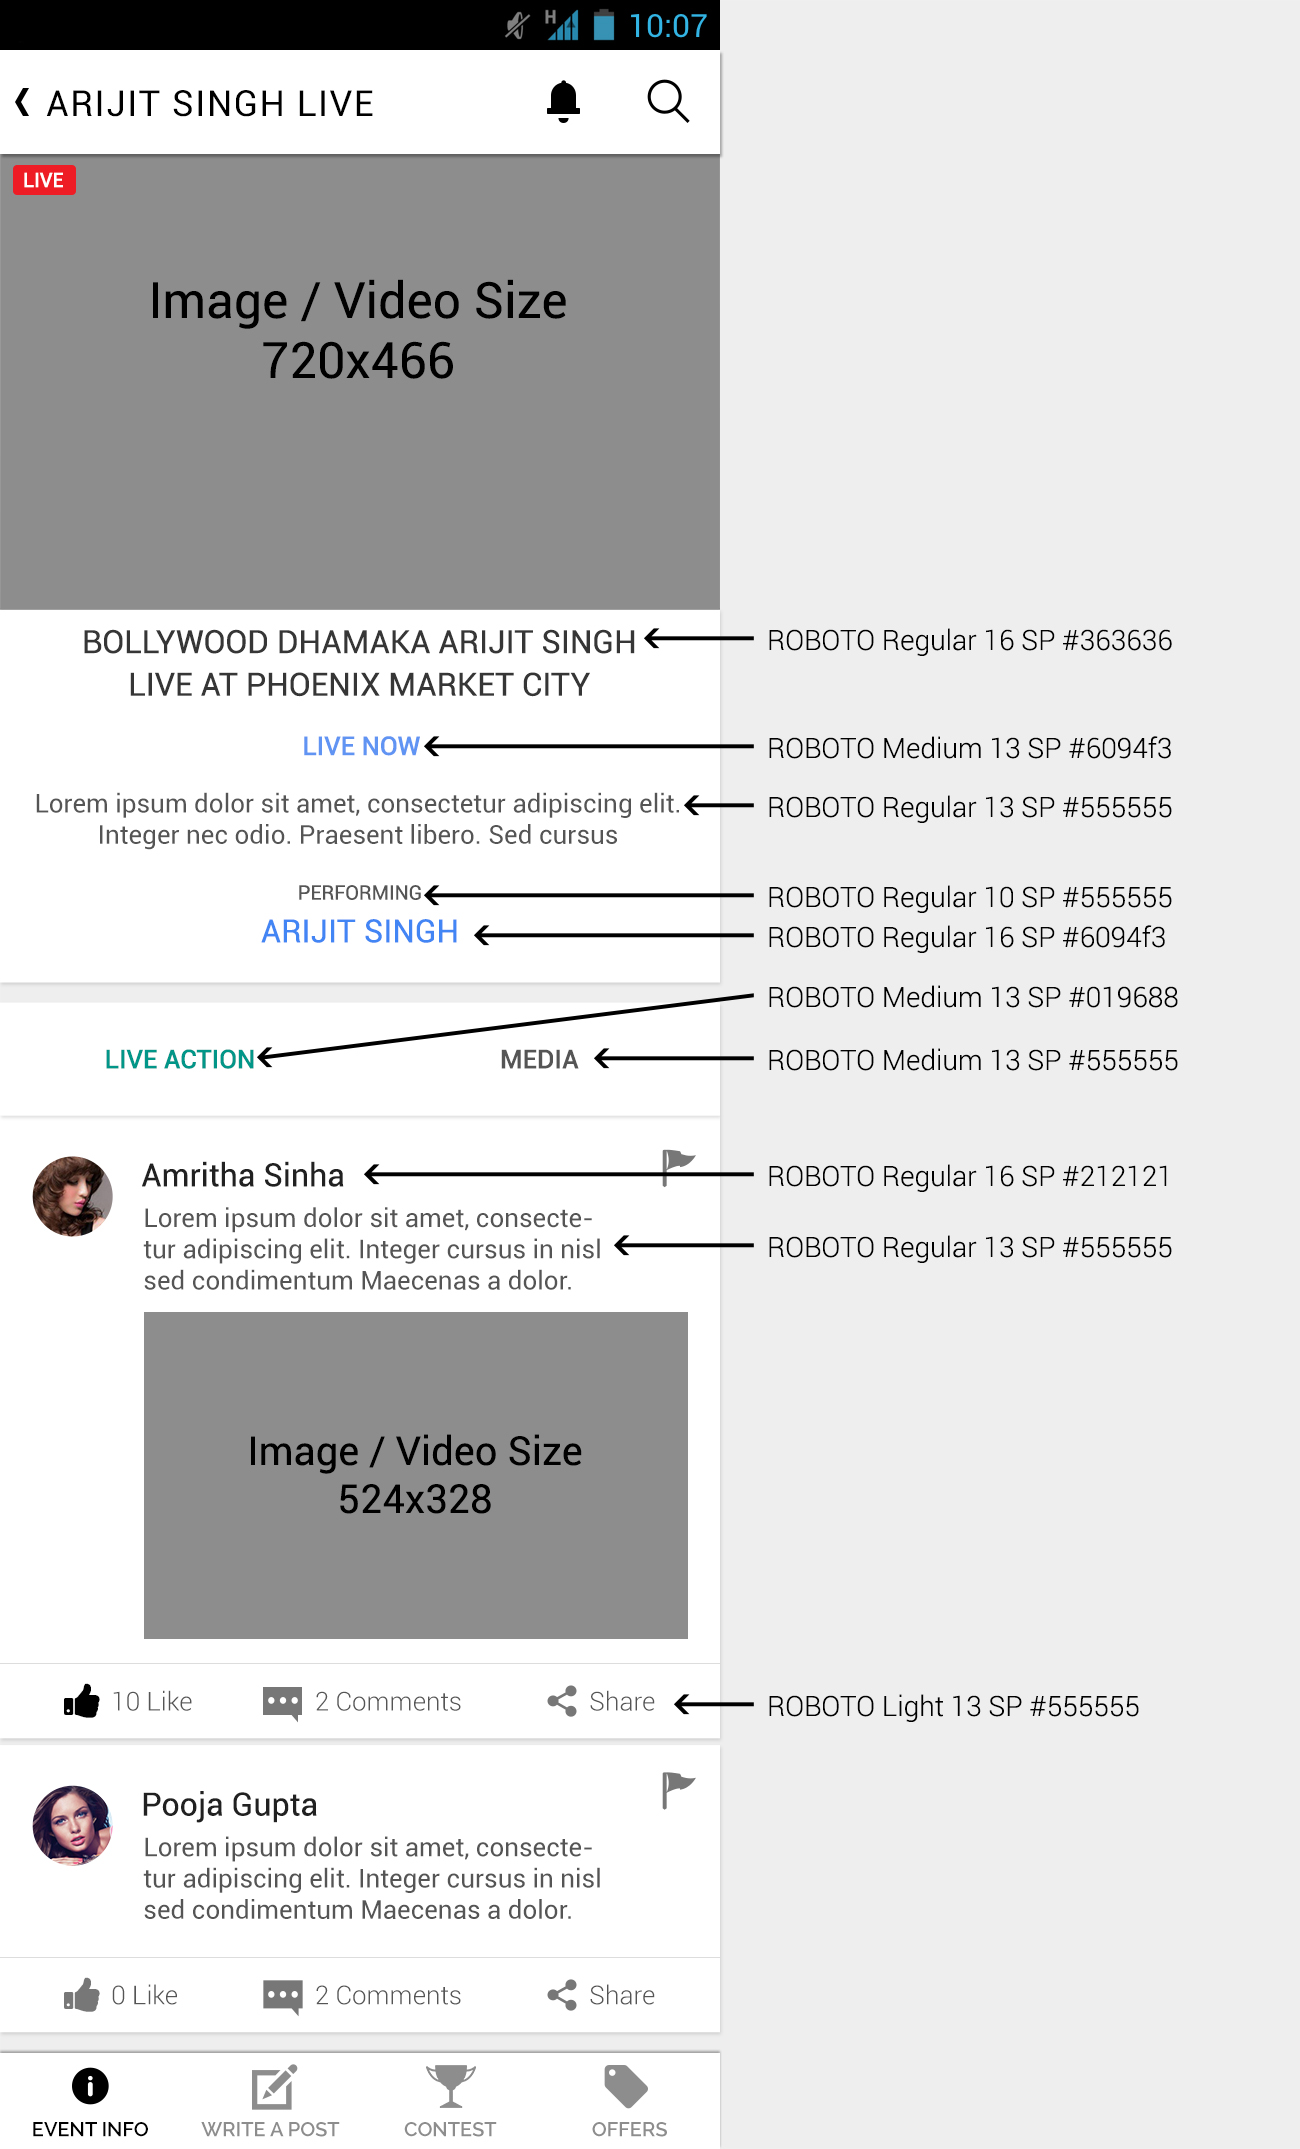 H 10:07
ARIJIT SINGH LIVE
LIVE
Image / Video Size
720x466
BOLLYWOOD DHAMAKA ARIJIT SINGH
LIVE AT PHOENIX MARKET CITY
ROBOTO Regular 16 SP #363636
LIVE NOW
ROBOTO Medium 13 SP #6094f3
Lorem ipsum dolor sit amet, consectetur adipiscing elit.
Integer nec odio. Praesent libero. Sed cursus
ROBOTO Regular 13 SP #555555
PERFORMING
ROBOTO Regular 10 SP #555555
ARIJIT SINGH
ROBOTO Regular 16 SP #6094f3
ROBOTO Medium 13 SP #019688
LIVE ACTION
MEDIA
ROBOTO Medium 13 SP #555555
Amritha Sinha
ROBOTO Regular 16 SP #212121
Lorem ipsum dolor sit amet, consecte-
tur adipiscing elit. Integer cursus in nisl
sed condimentum Maecenas a dolor.
ROBOTO Regular 13 SP #555555
Image / Video Size
524x328
10 Like
2 Comments
Share
ROBOTO Light 13 SP #555555
Pooja Gupta
Lorem ipsum dolor sit amet, consecte-
tur adipiscing elit. Integer cursus in nisl
sed condimentum Maecenas a dolor.
0 Like
2 Comments
Share
EVENT INFO
WRITE A POST
CONTEST
OFFERS